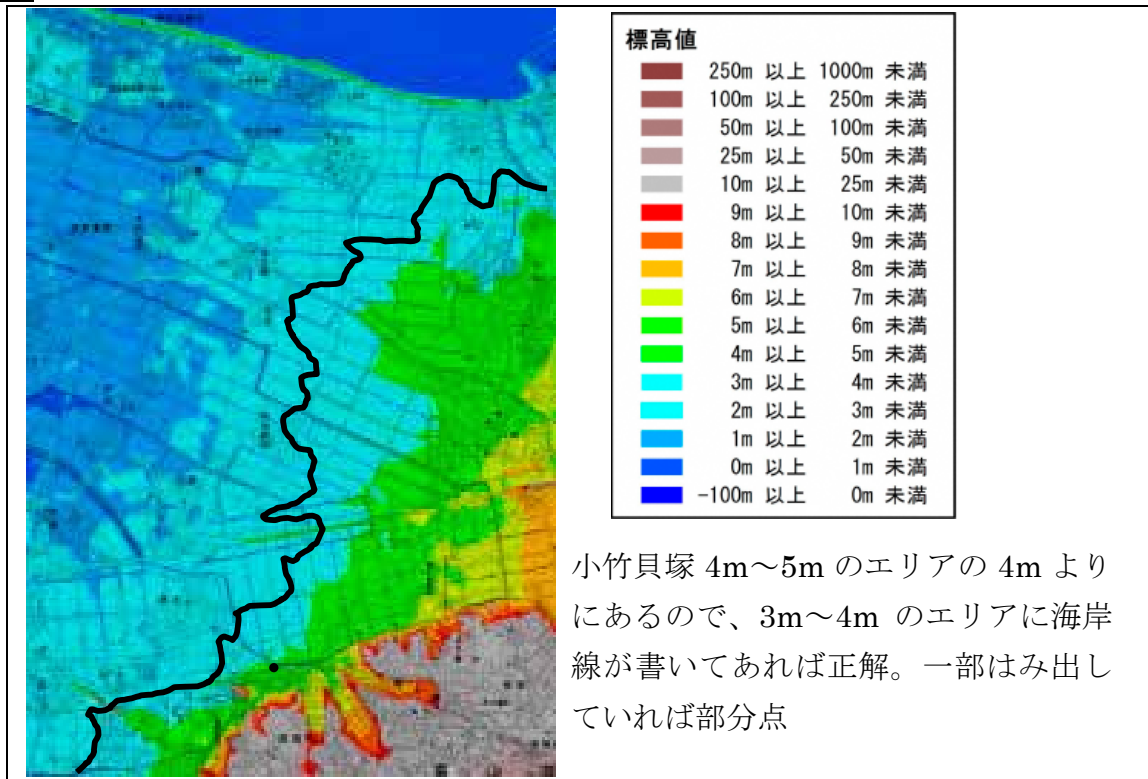 標高値
250m 以上 1000m 未満
100m 以上 250m 未満
50m 以上 100m 未満
25m 以上 50m 未満
10m 以上 25m 未満
9m 以上 10m 未満
8m 以上 9m 未満
7m 以上 8m 未満
6m 以上 7m 未満
5m 以上 6m 未満
4m 以上 5m 未満
3m 以上 4m 未満
2m 以上 3m 未満
1m 以上 2m 未満
0m 以上 1m 未満
-100m 以上 0m 未満
小竹貝塚 4m～5m のエリアの 4m より
にあるので、3m～4m のエリアに海岸
線が書いてあれば正解。一部はみ出し
ていれば部分点